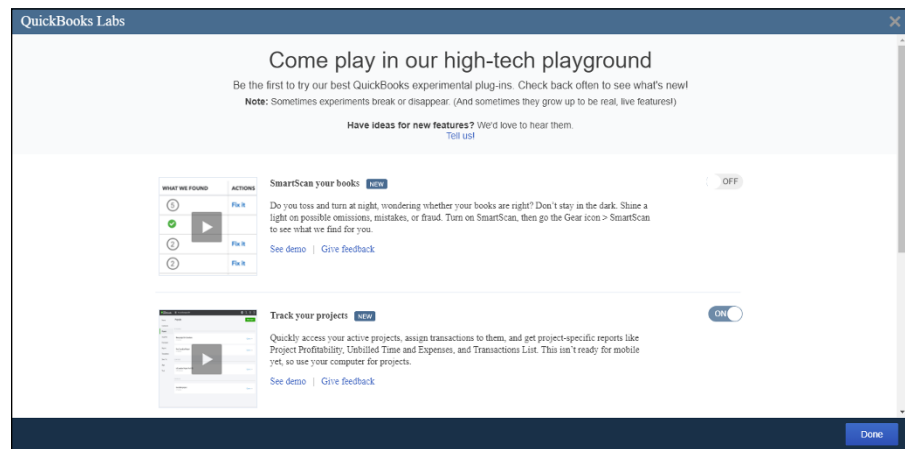 QuickBooks Labs
Come play in our high-tech playground
Be the first to try our best QuickBooks experimental plug-ins. Check back often to see what's new!
Note: Sometimes experiments break or disappear. (And sometimes they grow up to be real, live features!)
Have ideas for new features? We'd love to hear them.
Tell us!
WHAT WE FOUND ACTIONS
5 Fix it
2 Fix it
2 Fix it
SmartScan your books NEW
OFF
Do you toss and turn at night, wondering whether your books are right? Don't stay in the dark. Shine a
light on possible omissions, mistakes, or fraud. Turn on SmartScan, then go the Gear icon > SmartScan
to see what we find for you.
See demo | Give feedback
Track your projects NEW
ON
Quickly access your active projects, assign transactions to them, and get project-specific reports like
Project Profitability, Unbilled Time and Expenses, and Transactions List. This isn't ready for mobile
yet, so use your computer for projects.
See demo | Give feedback
Done